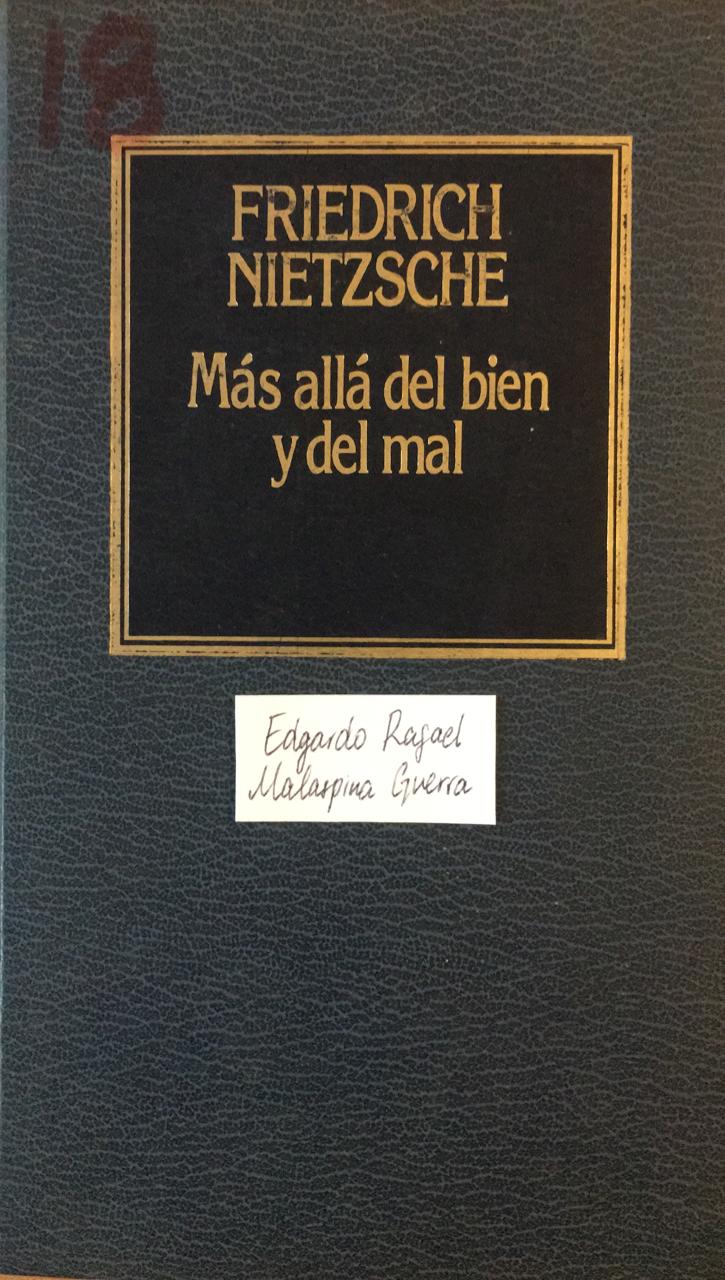 18
FRIEDRICH
NIETZSCHE
Más allá del bien
y del mal
Edgardo Rafael
Malaspina Guerra